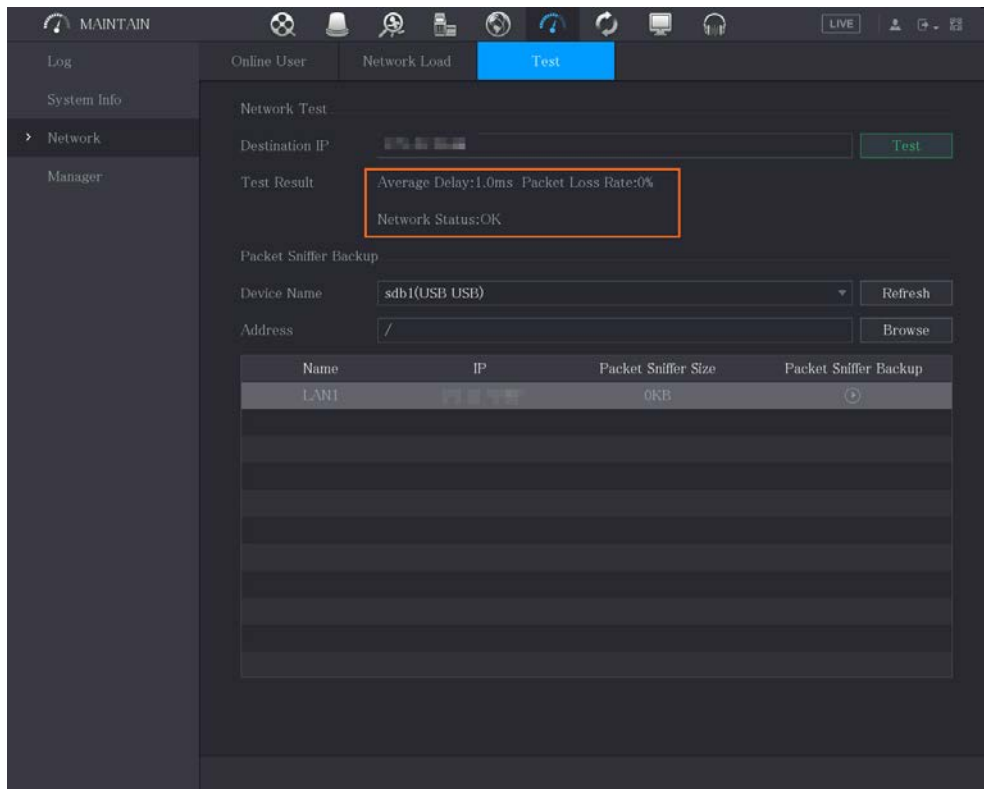 MAINTAIN
LIVE
Log
System Info
Network
Manager
Online User Network Load Test
Network Test
Destination IP Test
Test Result Average Delay:1.0ms Packet Loss Rate:0%
Network Status:OK
Packet Sniffer Backup
Device Name sdb1(USB USB) Refresh
Address / Browse
Name IP Packet Sniffer Size Packet Sniffer Backup
LAN1 0KB